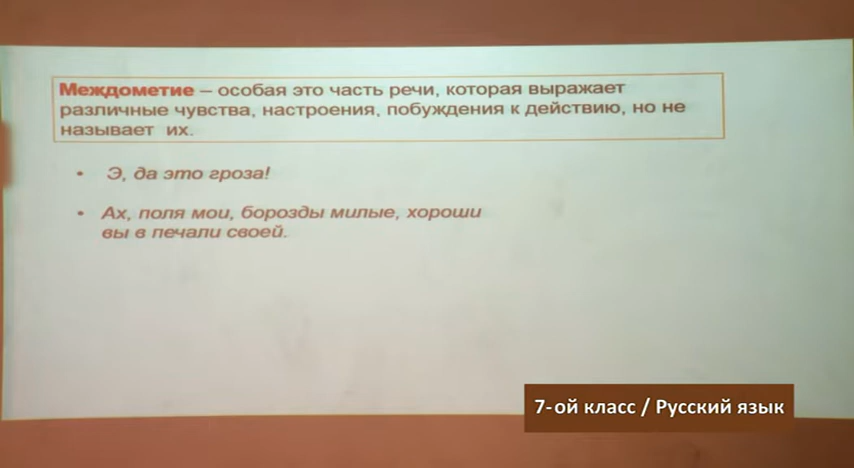 Междометие – особая это часть речи, которая выражает
различные чувства, настроения, побуждения к действию, но не
называет их.
• Э, да это гроза!
• Ах, поля мои, борозды милые, хороши
вы в печали своей.
7-ой класс / Русский язык